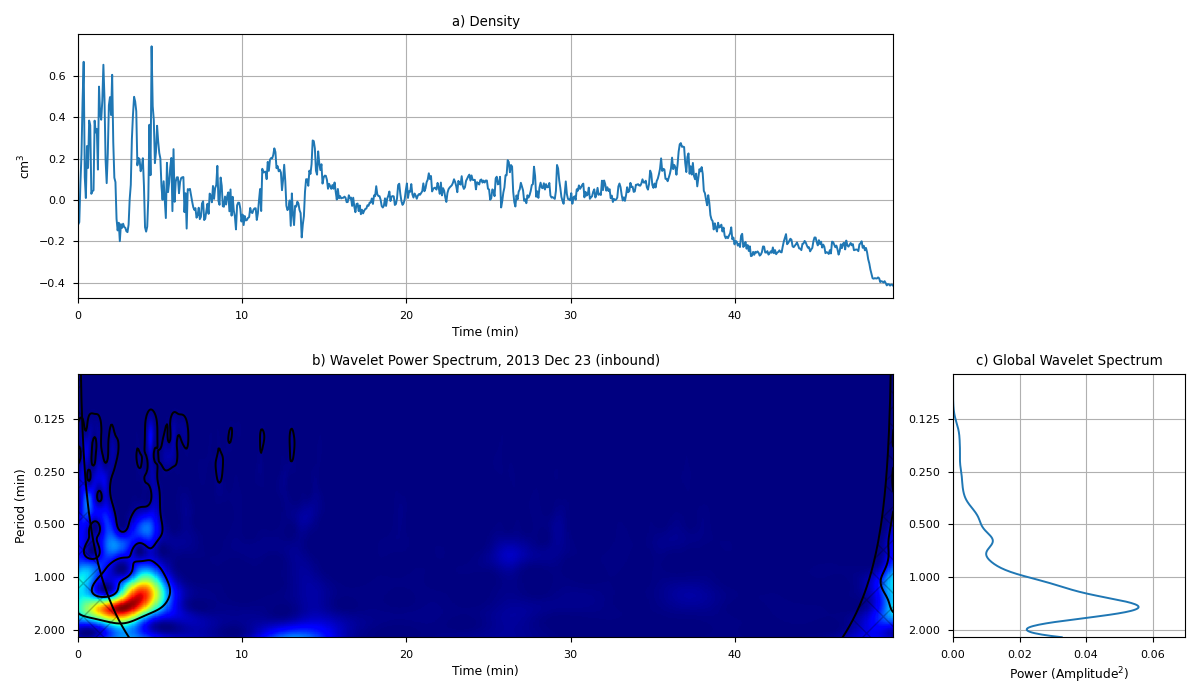 a) Density
cm³
0.6
0.4
0.2
0.0
−0.2
−0.4
0 10 20 30 40
Time (min)
b) Wavelet Power Spectrum, 2013 Dec 23 (inbound)
Period (min)
0.125
0.250
0.500
1.000
2.000
0 10 20 30 40
Time (min)
c) Global Wavelet Spectrum
0.125
0.250
0.500
1.000
2.000
0.00 0.02 0.04 0.06
Power (Amplitude²)